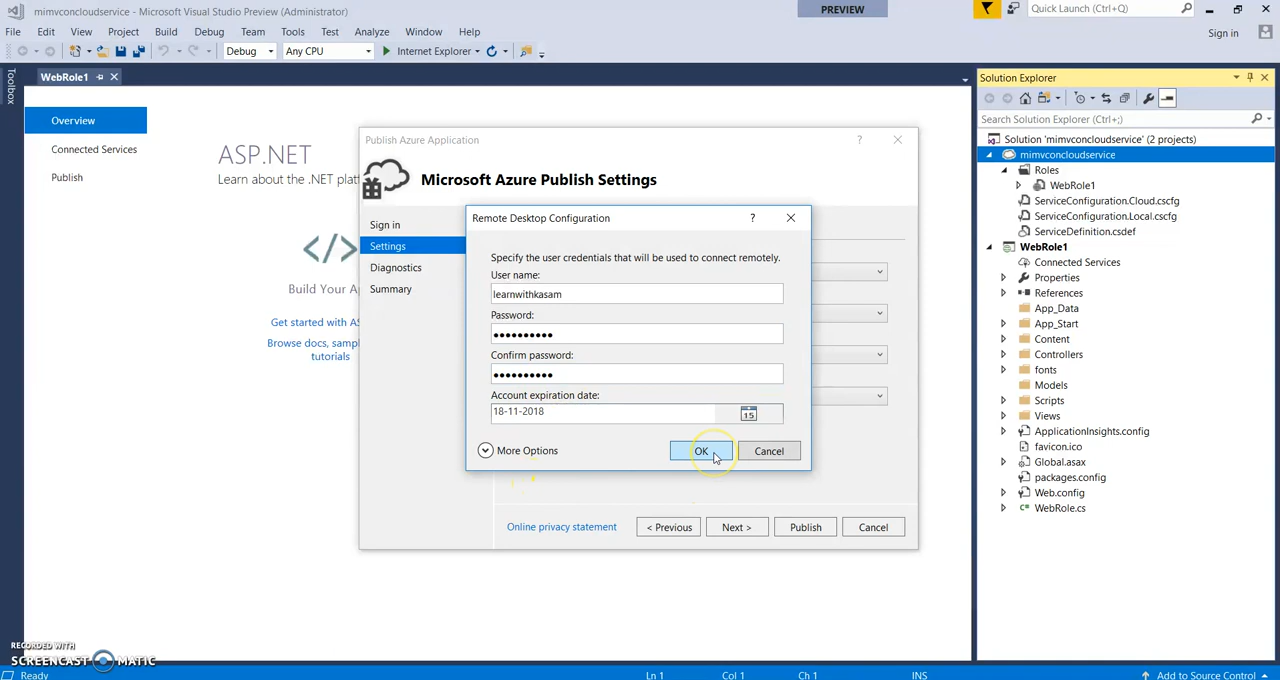 mimvconcloudservice - Microsoft Visual Studio Preview (Administrator)
PREVIEW
Quick Launch (Ctrl+Q)
File Edit View Project Build Debug Team Tools Test Analyze Window Help
Sign in
Debug Any CPU Internet Explorer
Toolbox
WebRole1
Overview
Connected Services
Publish
ASP.NET
Learn about the .NET plat
Build Your Ap
Get started with AS
Browse docs, samp
tutorials
Publish Azure Application
?
Microsoft Azure Publish Settings
Sign in
Settings
Diagnostics
Summary
Remote Desktop Configuration
?
Specify the user credentials that will be used to connect remotely.
User name:
learnwithkasam
Password:
●●●●●●●●●●
Confirm password:
●●●●●●●●●●
Account expiration date:
18-11-2018
15
More Options
OK
Cancel
Online privacy statement
< Previous
Next >
Publish
Cancel
Solution Explorer
Search Solution Explorer (Ctrl+;)
Solution 'mimvconcloudservice' (2 projects)
mimvconcloudservice
Roles
WebRole1
ServiceConfiguration.Cloud.cscfg
ServiceConfiguration.Local.cscfg
ServiceDefinition.csdef
WebRole1
Connected Services
Properties
References
App_Data
App_Start
Content
Controllers
fonts
Models
Scripts
Views
ApplicationInsights.config
favicon.ico
Global.asax
packages.config
Web.config
WebRole.cs
RECORDED WITH
SCREENCAST MATIC
Ready
Ln 1
Col 1
Ch 1
INS
Add to Source Control